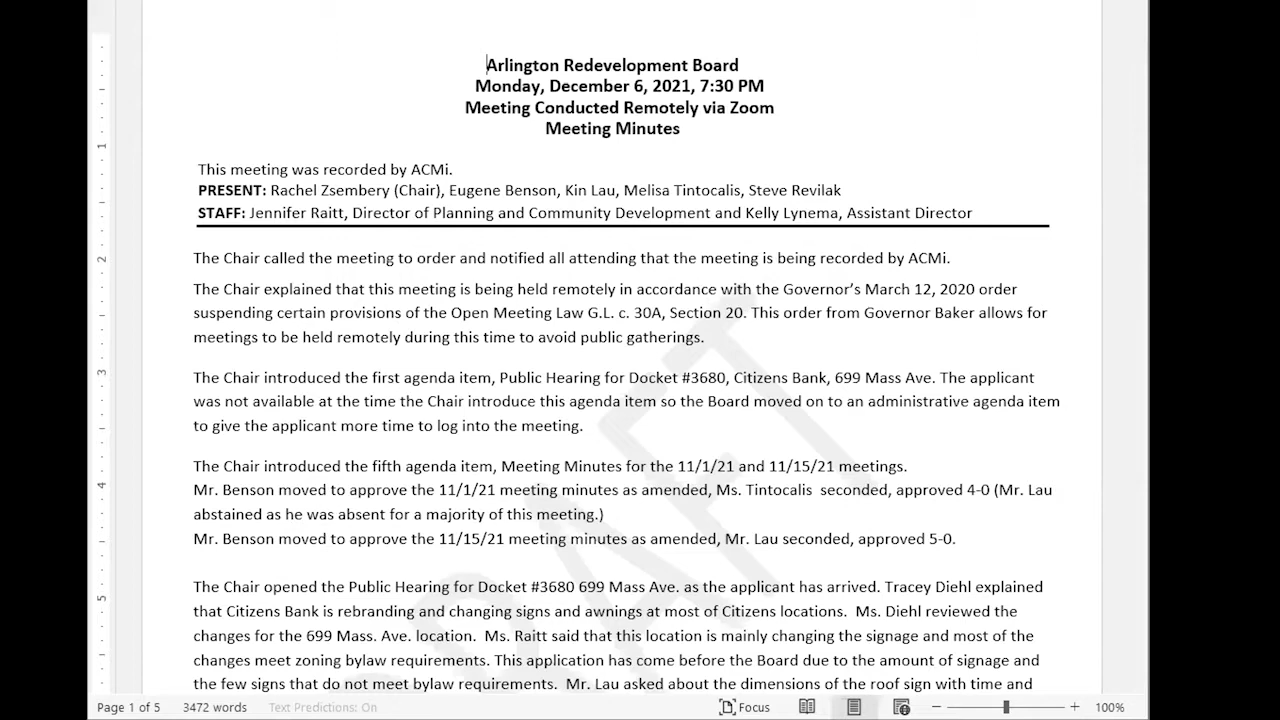 Arlington Redevelopment Board
Monday, December 6, 2021, 7:30 PM
Meeting Conducted Remotely via Zoom
Meeting Minutes
This meeting was recorded by ACMi.
PRESENT: Rachel Zsembery (Chair), Eugene Benson, Kin Lau, Melisa Tintocalis, Steve Revilak
STAFF: Jennifer Raitt, Director of Planning and Community Development and Kelly Lynema, Assistant Director
The Chair called the meeting to order and notified all attending that the meeting is being recorded by ACMi.
The Chair explained that this meeting is being held remotely in accordance with the Governor's March 12, 2020 order
suspending certain provisions of the Open Meeting Law G.L. c. 30A, Section 20. This order from Governor Baker allows for
meetings to be held remotely during this time to avoid public gatherings.
The Chair introduced the first agenda item, Public Hearing for Docket #3680, Citizens Bank, 699 Mass Ave. The applicant
was not available at the time the Chair introduce this agenda item so the Board moved on to an administrative agenda item
to give the applicant more time to log into the meeting.
The Chair introduced the fifth agenda item, Meeting Minutes for the 11/1/21 and 11/15/21 meetings.
Mr. Benson moved to approve the 11/1/21 meeting minutes as amended, Ms. Tintocalis  seconded, approved 4-0 (Mr. Lau
abstained as he was absent for a majority of this meeting.)
Mr. Benson moved to approve the 11/15/21 meeting minutes as amended, Mr. Lau seconded, approved 5-0.
The Chair opened the Public Hearing for Docket #3680 699 Mass Ave. as the applicant has arrived. Tracey Diehl explained
that Citizens Bank is rebranding and changing signs and awnings at most of Citizens locations.  Ms. Diehl reviewed the
changes for the 699 Mass. Ave. location.  Ms. Raitt said that this location is mainly changing the signage and most of the
changes meet zoning bylaw requirements. This application has come before the Board due to the amount of signage and
the few signs that do not meet bylaw requirements.  Mr. Lau asked about the dimensions of the roof sign with time and
DRAFT
1
2
3
4
5
Page 1 of 5 3472 words Text Predictions: On Focus 100%